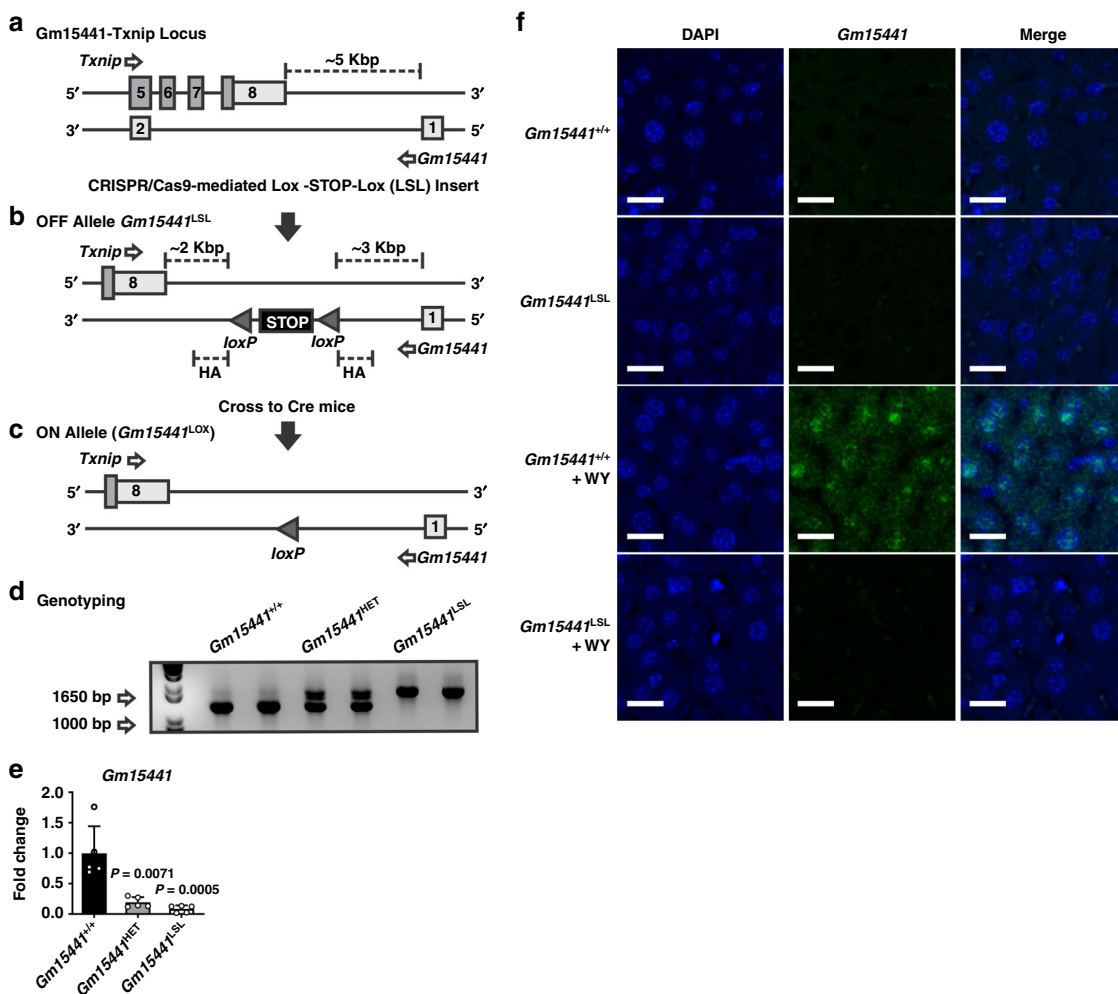 a
Gm15441-Txnip Locus
Txnip
~5 Kbp
5′ 5 6 7 8 3′
3′ 2 1 5′
Gm15441
CRISPR/Cas9-mediated Lox -STOP-Lox (LSL) Insert
b
OFF Allele Gm15441LSL
Txnip
~2 Kbp ~3 Kbp
5′ 8 3′
3′ STOP 1 5′
loxP loxP
Gm15441
HA HA
Cross to Cre mice
c
ON Allele (Gm15441LOX)
Txnip
5′ 8 3′
3′ 1 5′
loxP
Gm15441
d
Genotyping
Gm15441+/+ Gm15441HET Gm15441LSL
1650 bp
1000 bp
e
Gm15441
Fold change
2.0
1.5
1.0
0.5
0.0
P = 0.0071
P = 0.0005
Gm15441+/+ Gm15441HET Gm15441LSL
f
DAPI Gm15441 Merge
Gm15441+/+
Gm15441LSL
Gm15441+/+
+ WY
Gm15441LSL
+ WY